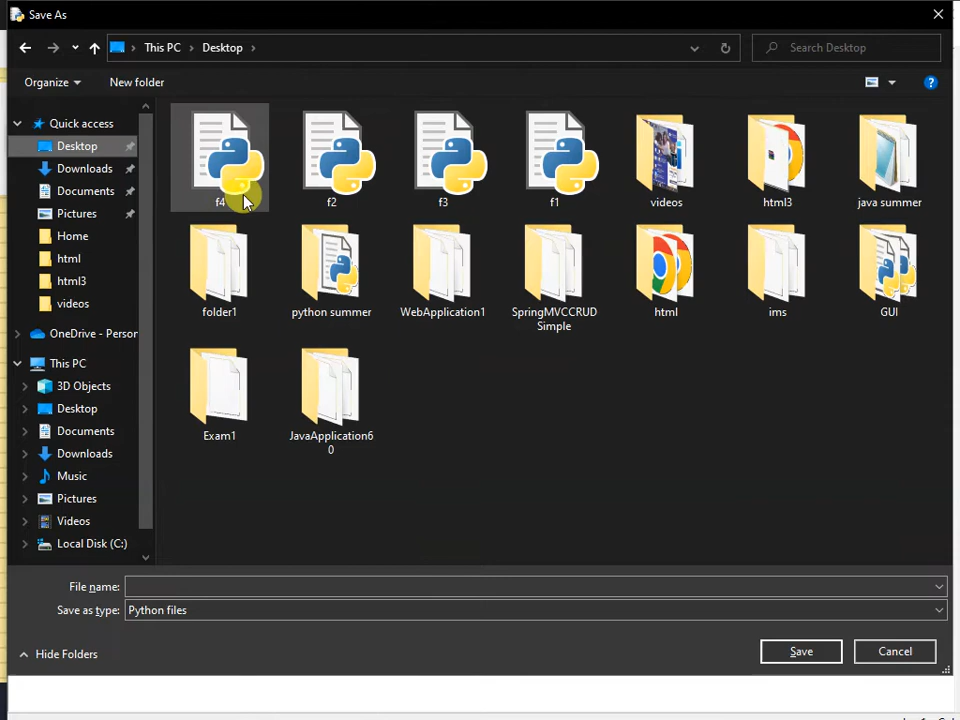 Save As
This PC > Desktop >
Search Desktop
Organize
New folder
Quick access
Desktop
Downloads
Documents
Pictures
Home
html
html3
videos
OneDrive - Person
This PC
3D Objects
Desktop
Documents
Downloads
Music
Pictures
Videos
Local Disk (C:)
f4
f2
f3
f1
videos
html3
java summer
folder1
python summer
WebApplication1
SpringMVCCRUD
Simple
html
ims
GUI
Exam1
JavaApplication6
0
File name:
Save as type: Python files
Hide Folders
Save
Cancel